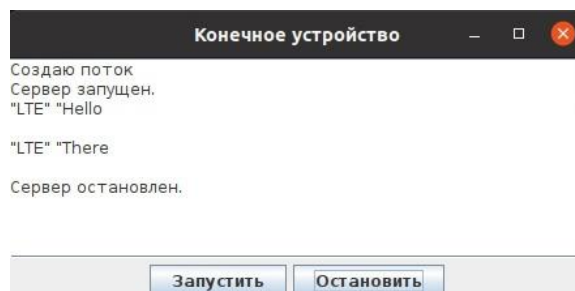 Конечное устройство
Создаю поток
Сервер запущен.
"LTE" "Hello
"LTE" "There
Сервер остановлен.
Запустить Остановить